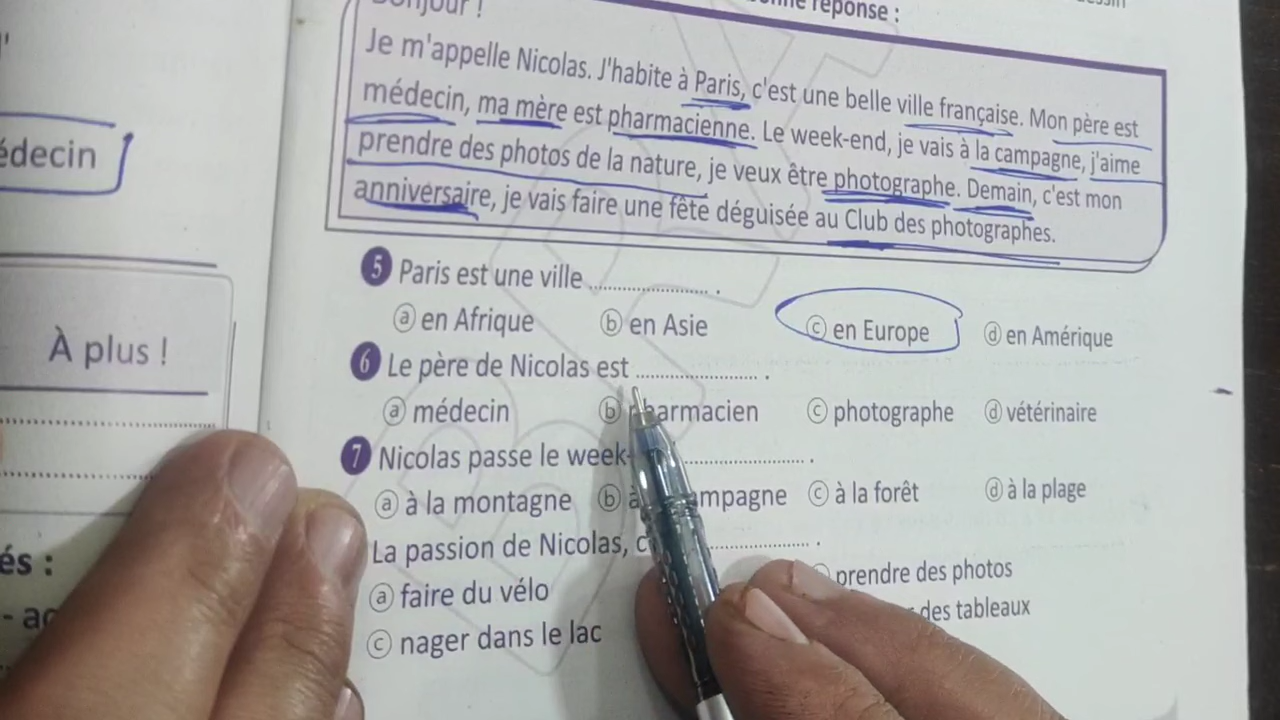 réponse :
Bonjour !
Je m'appelle Nicolas. J'habite à Paris, c'est une belle ville française. Mon père est
médecin, ma mère est pharmacienne. Le week-end, je vais à la campagne, j'aime
prendre des photos de la nature, je veux être photographe. Demain, c'est mon
anniversaire, je vais faire une fête déguisée au Club des photographes.
5 Paris est une ville .................... .
ⓐ en Afrique ⓑ en Asie ⓒ en Europe ⓓ en Amérique
6 Le père de Nicolas est .................... .
ⓐ médecin ⓑ pharmacien ⓒ photographe ⓓ vétérinaire
7 Nicolas passe le week- .................... .
ⓐ à la montagne ⓑ à campagne ⓒ à la forêt ⓓ à la plage
La passion de Nicolas, c .................... .
ⓐ faire du vélo prendre des photos
ⓒ nager dans le lac des tableaux
édecin
À plus !
és :